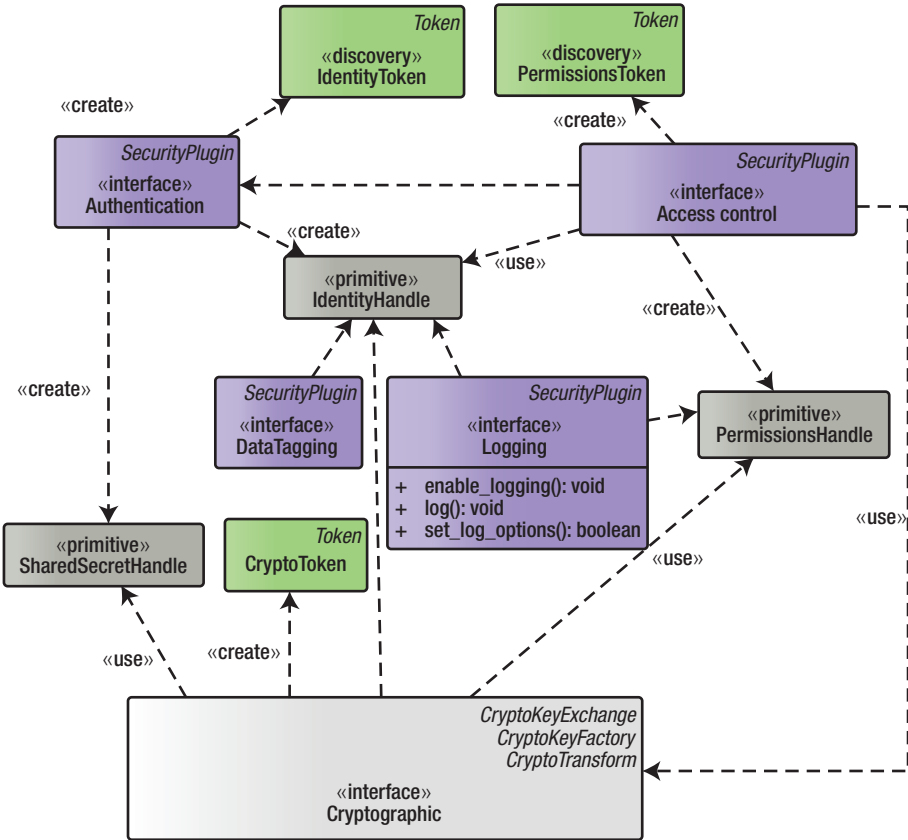 Token
«discovery»
IdentityToken
Token
«discovery»
PermissionsToken
«create»
«create»
SecurityPlugin
«interface»
Authentication
SecurityPlugin
«interface»
Access control
«create»
«use»
«primitive»
IdentityHandle
«create»
«create»
SecurityPlugin
«interface»
DataTagging
SecurityPlugin
«interface»
Logging
+ enable_logging(): void
+ log(): void
+ set_log_options(): boolean
«primitive»
PermissionsHandle
«use»
«primitive»
SharedSecretHandle
Token
CryptoToken
«use»
«use»
«create»
CryptoKeyExchange
CryptoKeyFactory
CryptoTransform
«interface»
Cryptographic